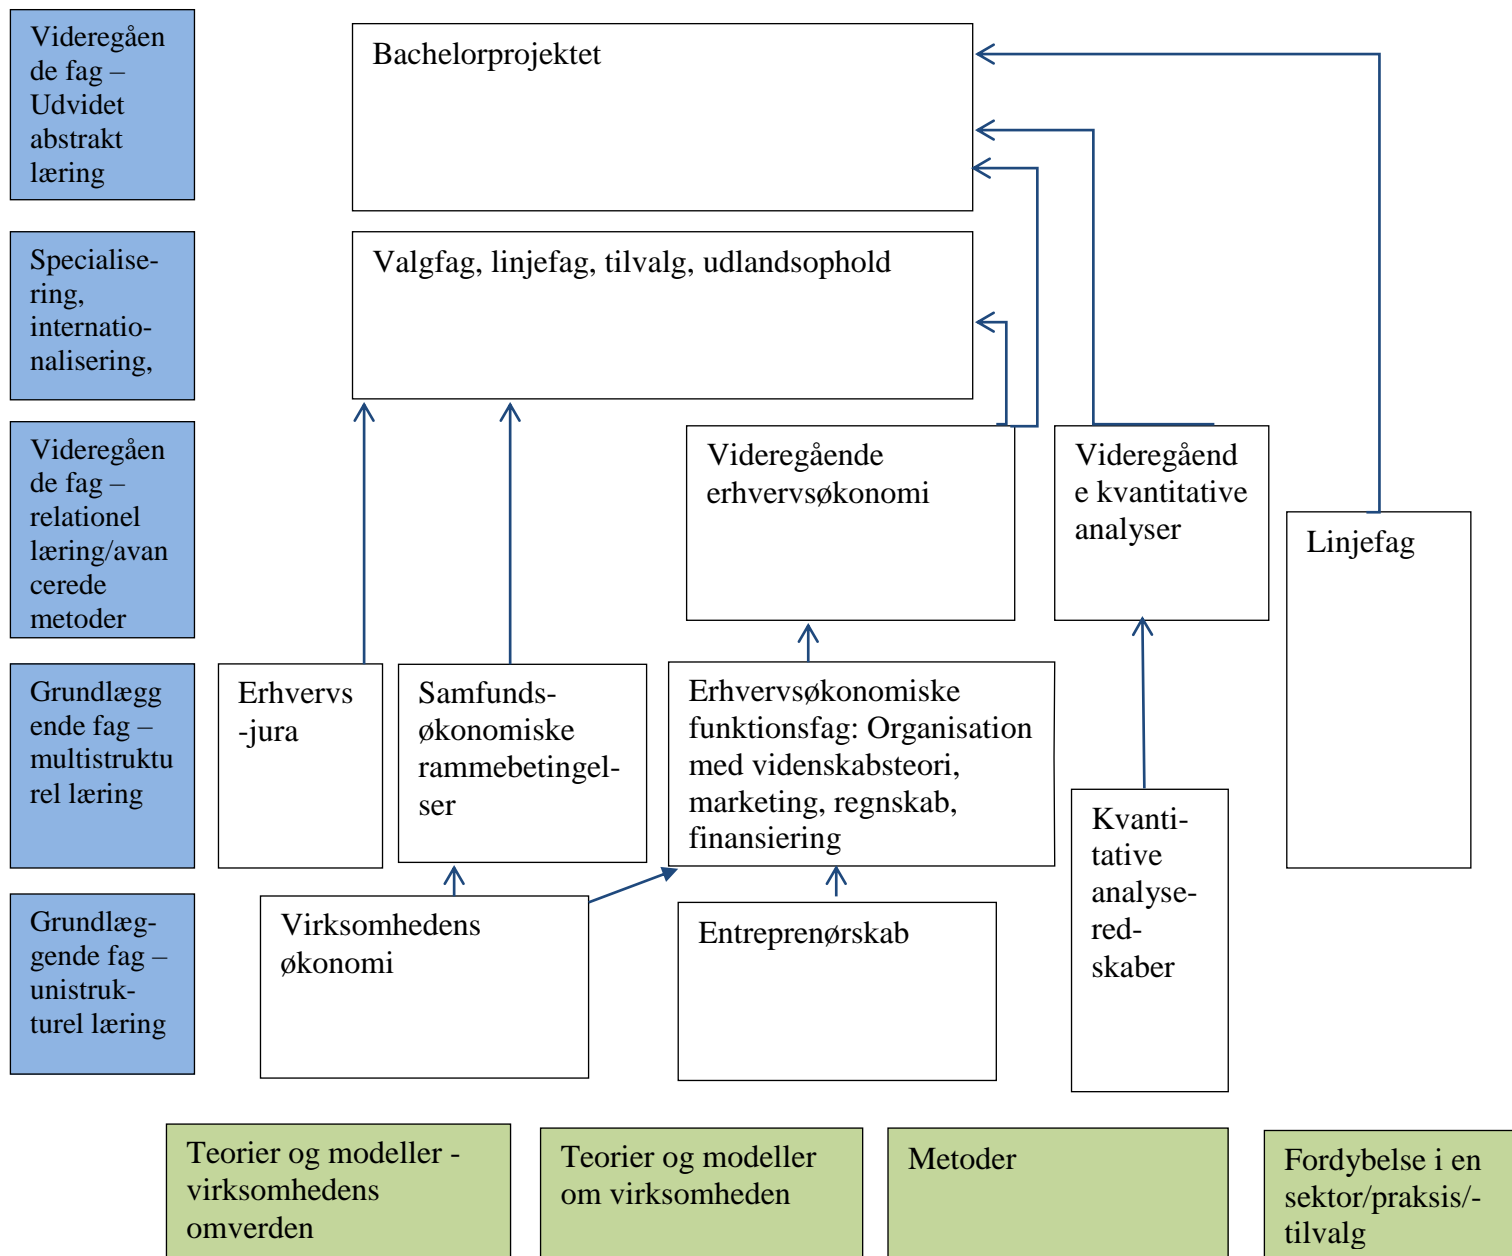 Videregåen
de fag –
Udvidet
abstrakt
læring
Bachelorprojektet
Specialise-
ring,
internatio-
nalisering,
Valgfag, linjefag, tilvalg, udlandsophold
Videregåen
de fag –
relationel
læring/avan
cerede
metoder
Videregående
erhvervsøkonomi
Videregåend
e kvantitative
analyser
Linjefag
Grundlægg
ende fag –
multistruktu
rel læring
Erhvervs
-jura
Samfunds-
økonomiske
rammebetingel-
ser
Erhvervsøkonomiske
funktionsfag: Organisation
med videnskabsteori,
marketing, regnskab,
finansiering
Kvanti-
tative
analyse-
red-
skaber
Grundlæg-
gende fag –
unistruk-
turel læring
Virksomhedens
økonomi
Entreprenørskab
Teorier og modeller -
virksomhedens
omverden
Teorier og modeller
om virksomheden
Metoder
Fordybelse i en
sektor/praksis/-
tilvalg